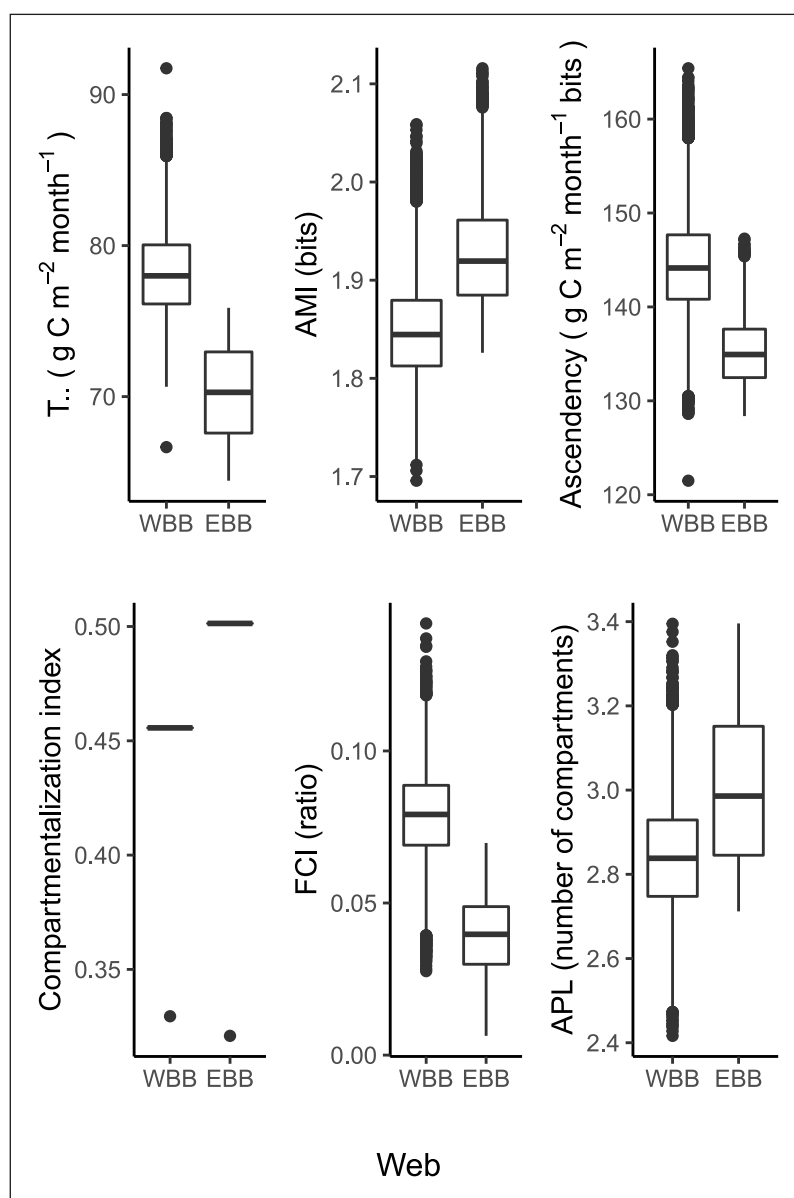 T.. ( g C m⁻² month⁻¹ )
90
80
70
WBB EBB
AMI (bits)
2.1
2.0
1.9
1.8
1.7
WBB EBB
Ascendency ( g C m⁻² month⁻¹ bits)
160
150
140
130
120
WBB EBB
Compartmentalization index
0.50
0.45
0.40
0.35
WBB EBB
FCI (ratio)
0.10
0.05
0.00
WBB EBB
APL (number of compartments)
3.4
3.2
3.0
2.8
2.6
2.4
WBB EBB
Web